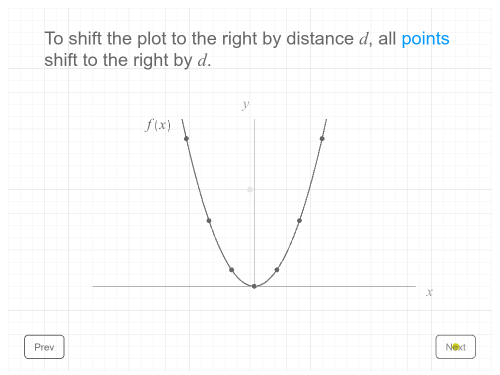 To shift the plot to the right by distance d, all points
shift to the right by d.
y
f(x)
x
Prev
Next